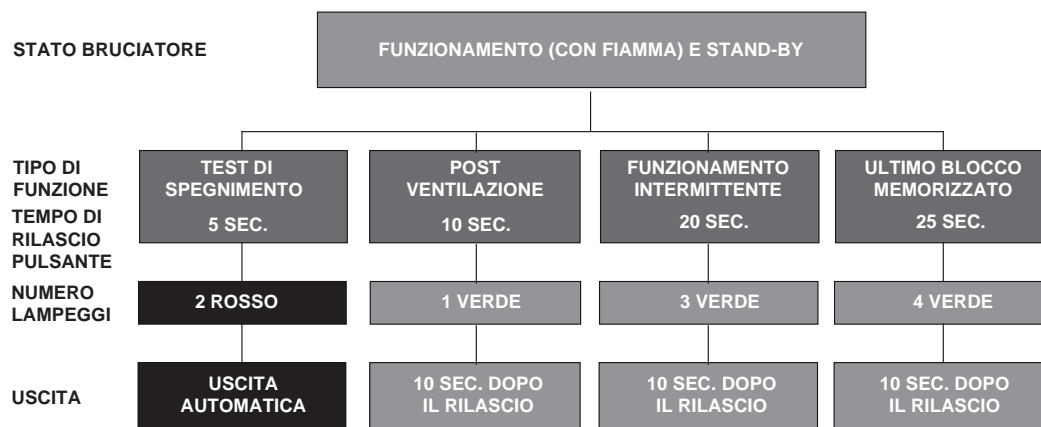 STATO BRUCIATORE
FUNZIONAMENTO (CON FIAMMA) E STAND-BY
TIPO DI
FUNZIONE
TEST DI
SPEGNIMENTO
POST
VENTILAZIONE
FUNZIONAMENTO
INTERMITTENTE
ULTIMO BLOCCO
MEMORIZZATO
TEMPO DI
RILASCIO
PULSANTE
5 SEC.
10 SEC.
20 SEC.
25 SEC.
NUMERO
LAMPEGGI
2 ROSSO
1 VERDE
3 VERDE
4 VERDE
USCITA
USCITA
AUTOMATICA
10 SEC. DOPO
IL RILASCIO
10 SEC. DOPO
IL RILASCIO
10 SEC. DOPO
IL RILASCIO